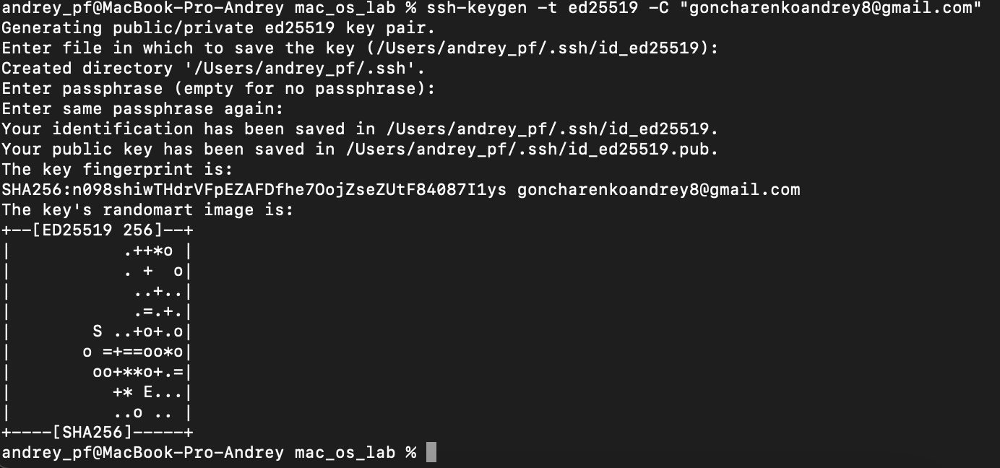 andrey_pf@MacBook-Pro-Andrey mac_os_lab % ssh-keygen -t ed25519 -C "goncharenkoandrey8@gmail.com"
Generating public/private ed25519 key pair.
Enter file in which to save the key (/Users/andrey_pf/.ssh/id_ed25519):
Created directory '/Users/andrey_pf/.ssh'.
Enter passphrase (empty for no passphrase):
Enter same passphrase again:
Your identification has been saved in /Users/andrey_pf/.ssh/id_ed25519.
Your public key has been saved in /Users/andrey_pf/.ssh/id_ed25519.pub.
The key fingerprint is:
SHA256:n098shiwTHdrVFpEZAFDfhe7OojZseZUtF84087I1ys goncharenkoandrey8@gmail.com
The key's randomart image is:
+--[ED25519 256]--+
|           .++*o |
|           . +  o|
|            ..+..|
|            .=.+.|
|        S ..+o+.o|
|       o =+==oo*o|
|        oo+**o+.=|
|          +* E...|
|          ..o .. |
+----[SHA256]-----+
andrey_pf@MacBook-Pro-Andrey mac_os_lab %